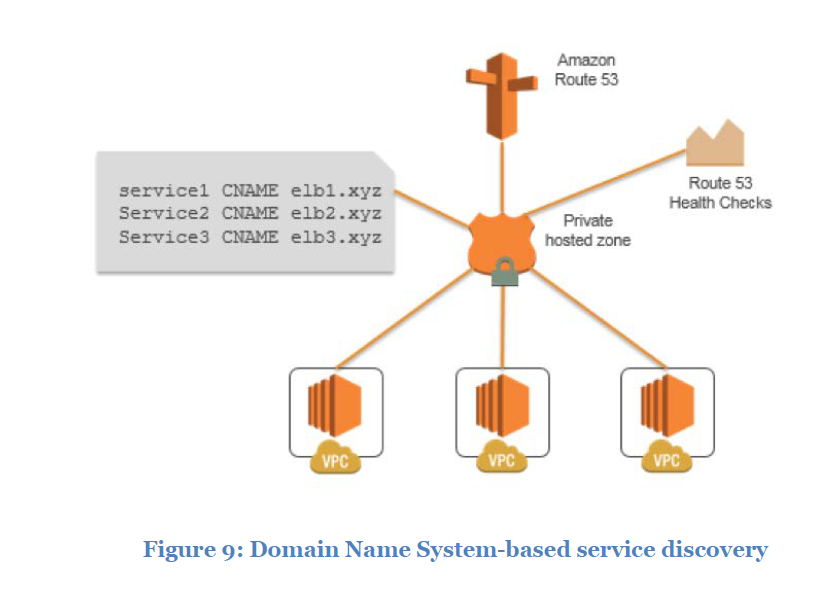 Amazon
Route 53
service1 CNAME elb1.xyz
Service2 CNAME elb2.xyz
Service3 CNAME elb3.xyz
Route 53
Health Checks
Private
hosted zone
VPC
VPC
VPC
Figure 9: Domain Name System-based service discovery